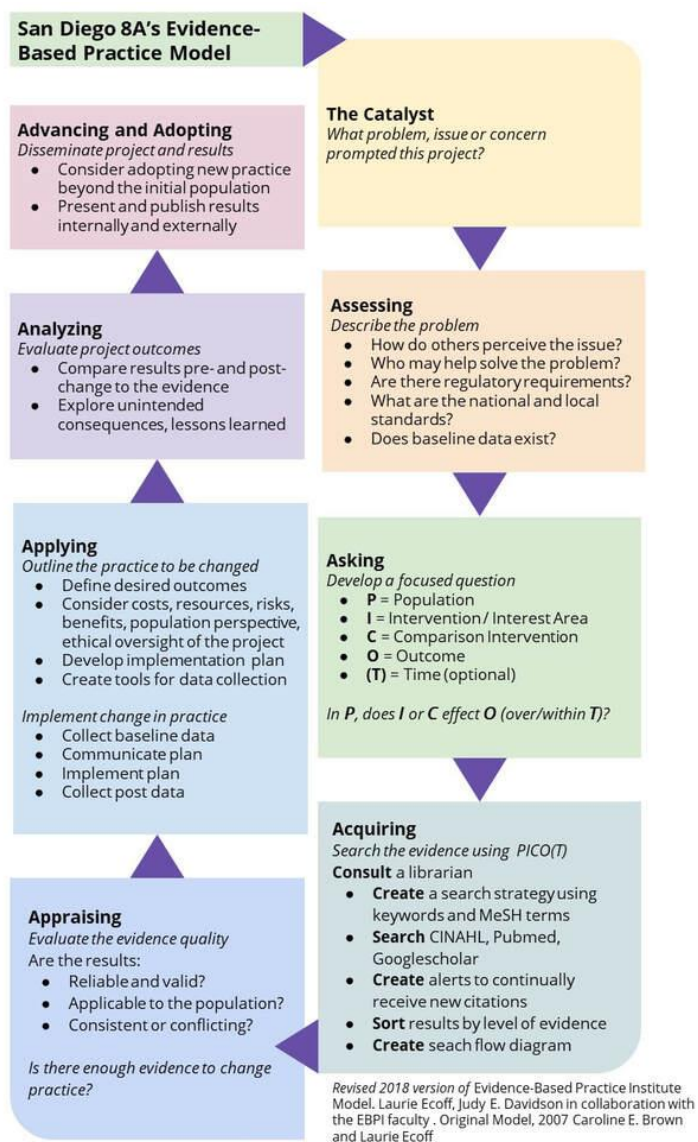 San Diego 8A's Evidence-
Based Practice Model
The Catalyst
What problem, issue or concern
prompted this project?
Assessing
Describe the problem
● How do others perceive the issue?
● Who may help solve the problem?
● Are there regulatory requirements?
● What are the national and local
standards?
● Does baseline data exist?
Asking
Develop a focused question
● P = Population
● I = Intervention / Interest Area
● C = Comparison Intervention
● O = Outcome
● (T) = Time (optional)
In P, does I or C effect O (over/within T)?
Acquiring
Search the evidence using PICO(T)
Consult a librarian
● Create a search strategy using
keywords and MeSH terms
● Search CINAHL, Pubmed,
Googlescholar
● Create alerts to continually
receive new citations
● Sort results by level of evidence
● Create seach flow diagram
Appraising
Evaluate the evidence quality
Are the results:
● Reliable and valid?
● Applicable to the population?
● Consistent or conflicting?
Is there enough evidence to change
practice?
Applying
Outline the practice to be changed
● Define desired outcomes
● Consider costs, resources, risks,
benefits, population perspective,
ethical oversight of the project
● Develop implementation plan
● Create tools for data collection
Implement change in practice
● Collect baseline data
● Communicate plan
● Implement plan
● Collect post data
Analyzing
Evaluate project outcomes
● Compare results pre- and post-
change to the evidence
● Explore unintended
consequences, lessons learned
Advancing and Adopting
Disseminate project and results
● Consider adopting new practice
beyond the initial population
● Present and publish results
internally and externally
Revised 2018 version of Evidence-Based Practice Institute
Model. Laurie Ecoff, Judy E. Davidson in collaboration with
the EBPI faculty . Original Model, 2007 Caroline E. Brown
and Laurie Ecoff